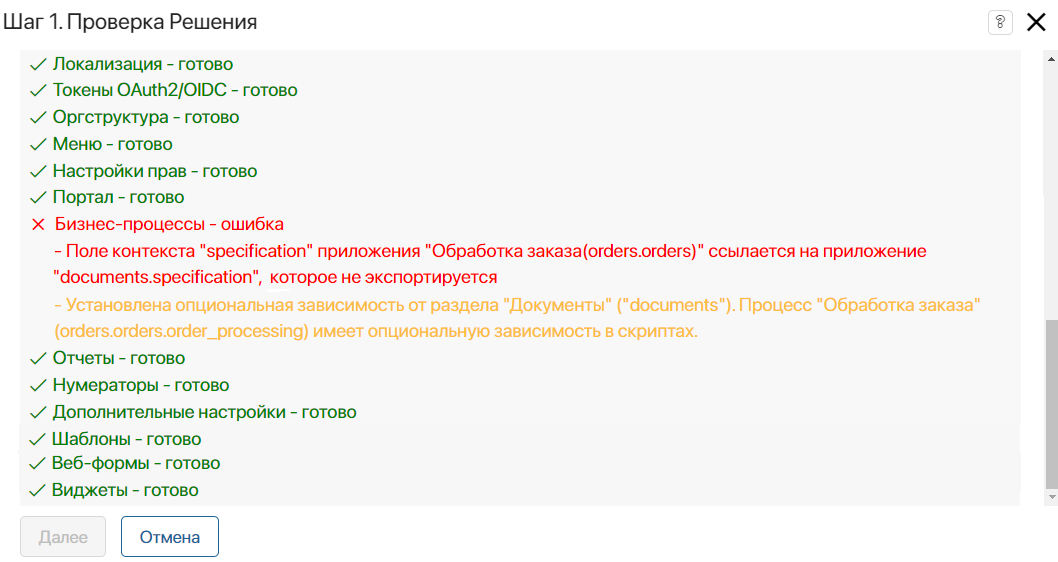 Шаг 1. Проверка Решения
?
Локализация - готово
Токены OAuth2/OIDC - готово
Оргструктура - готово
Меню - готово
Настройки прав - готово
Портал - готово
Бизнес-процессы - ошибка
- Поле контекста "specification" приложения "Обработка заказа(orders.orders)" ссылается на приложение
"documents.specification", которое не экспортируется
- Установлена опциональная зависимость от раздела "Документы" ("documents"). Процесс "Обработка заказа"
(orders.orders.order_processing) имеет опциональную зависимость в скриптах.
Отчеты - готово
Нумераторы - готово
Дополнительные настройки - готово
Шаблоны - готово
Веб-формы - готово
Виджеты - готово
Далее
Отмена